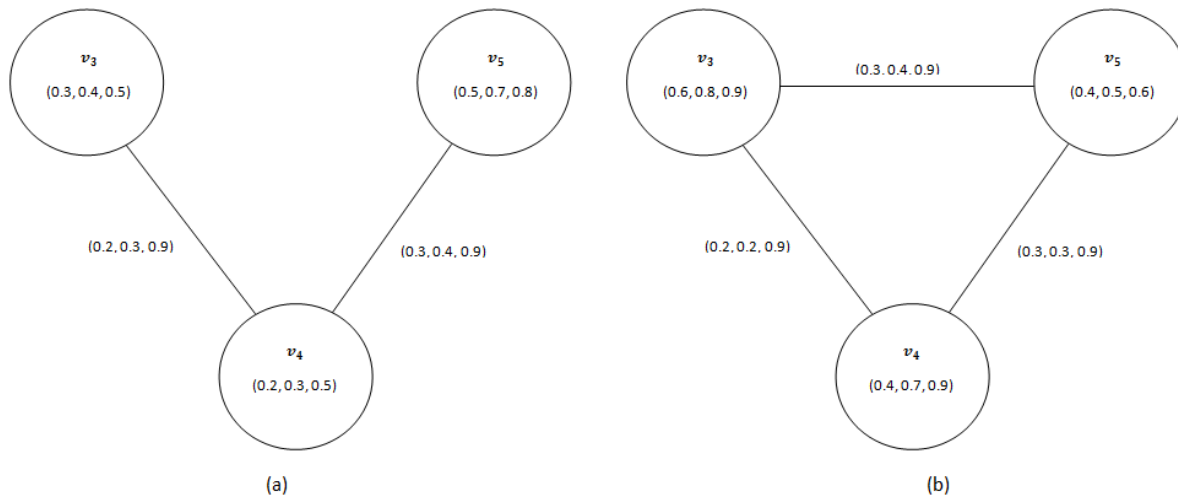 v₃
(0.3, 0.4, 0.5)
v₅
(0.5, 0.7, 0.8)
(0.2, 0.3, 0.9)
(0.3, 0.4, 0.9)
v₄
(0.2, 0.3, 0.5)
(a)
v₃
(0.6, 0.8, 0.9)
(0.3, 0.4, 0.9)
v₅
(0.4, 0.5, 0.6)
(0.2, 0.2, 0.9)
(0.3, 0.3, 0.9)
v₄
(0.4, 0.7, 0.9)
(b)